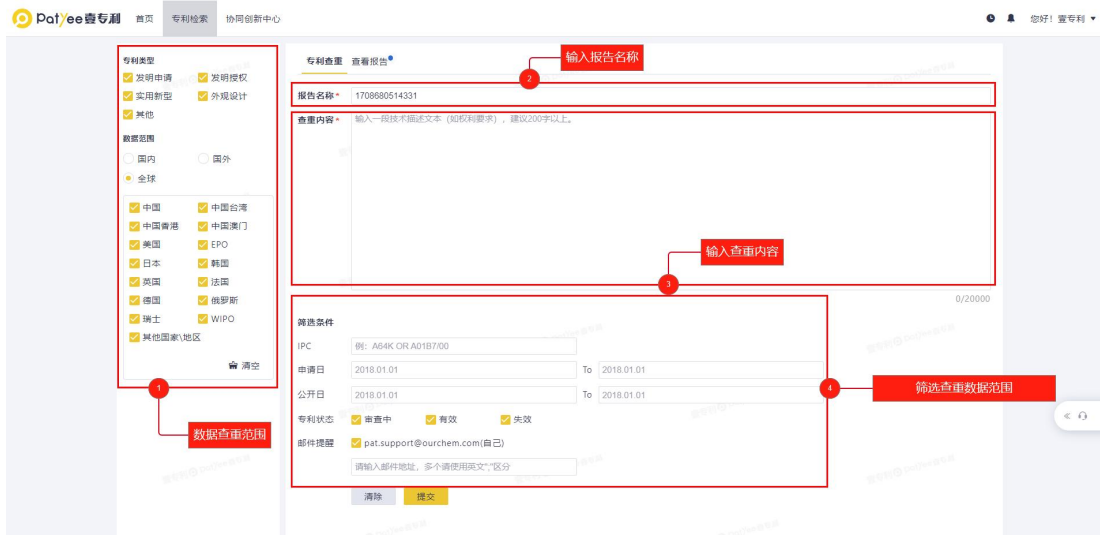 Patyee壹专利 首页 专利检索 协同创新中心 您好！壹专利
专利类型
发明申请 发明授权
实用新型 外观设计
其他
数据范围
国内 国外
全球
中国 中国台湾
中国香港 中国澳门
美国 EPO
日本 韩国
英国 法国
德国 俄罗斯
瑞士 WIPO
其他国家\地区
清空
1
数据查重范围
专利查重 查看报告
输入报告名称
2
报告名称* 1708680514331
查重内容* 输入一段技术描述文本（如权利要求），建议200字以上。
输入查重内容
3
0/20000
筛选条件
IPC 例：A64K OR A01B7/00
申请日 2018.01.01 To 2018.01.01
公开日 2018.01.01 To 2018.01.01
4
筛选查重数据范围
专利状态 审查中 有效 失效
邮件提醒 pat.support@ourchem.com(自己)
请输入邮件地址，多个请使用英文","区分
清除 提交